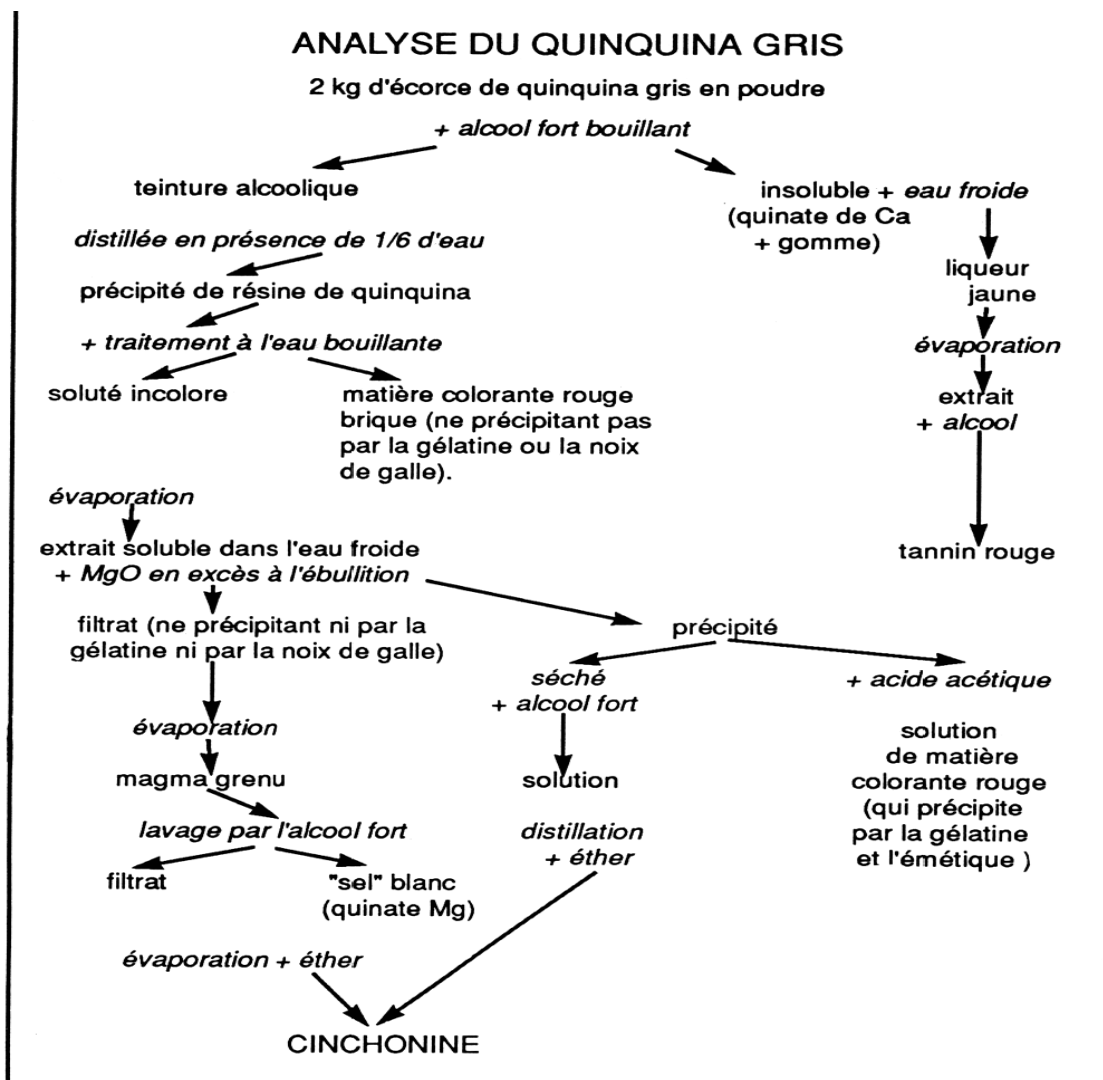 ANALYSE DU QUINQUINA GRIS
2 kg d'écorce de quinquina gris en poudre
+ alcool fort bouillant
teinture alcoolique
insoluble + eau froide
(quinate de Ca
+ gomme)
distillée en présence de 1/6 d'eau
liqueur
jaune
précipité de résine de quinquina
+ traitement à l'eau bouillante
évaporation
soluté incolore
matière colorante rouge
brique (ne précipitant pas
par la gélatine ou la noix
de galle).
extrait
+ alcool
évaporation
extrait soluble dans l'eau froide
+ MgO en excès à l'ébullition
tannin rouge
filtrat (ne précipitant ni par la
gélatine ni par la noix de galle)
précipité
séché
+ alcool fort
+ acide acétique
évaporation
solution
de matière
colorante rouge
(qui précipite
par la gélatine
et l'émétique )
magma grenu
solution
lavage par l'alcool fort
distillation
+ éther
filtrat
"sel" blanc
(quinate Mg)
évaporation + éther
CINCHONINE